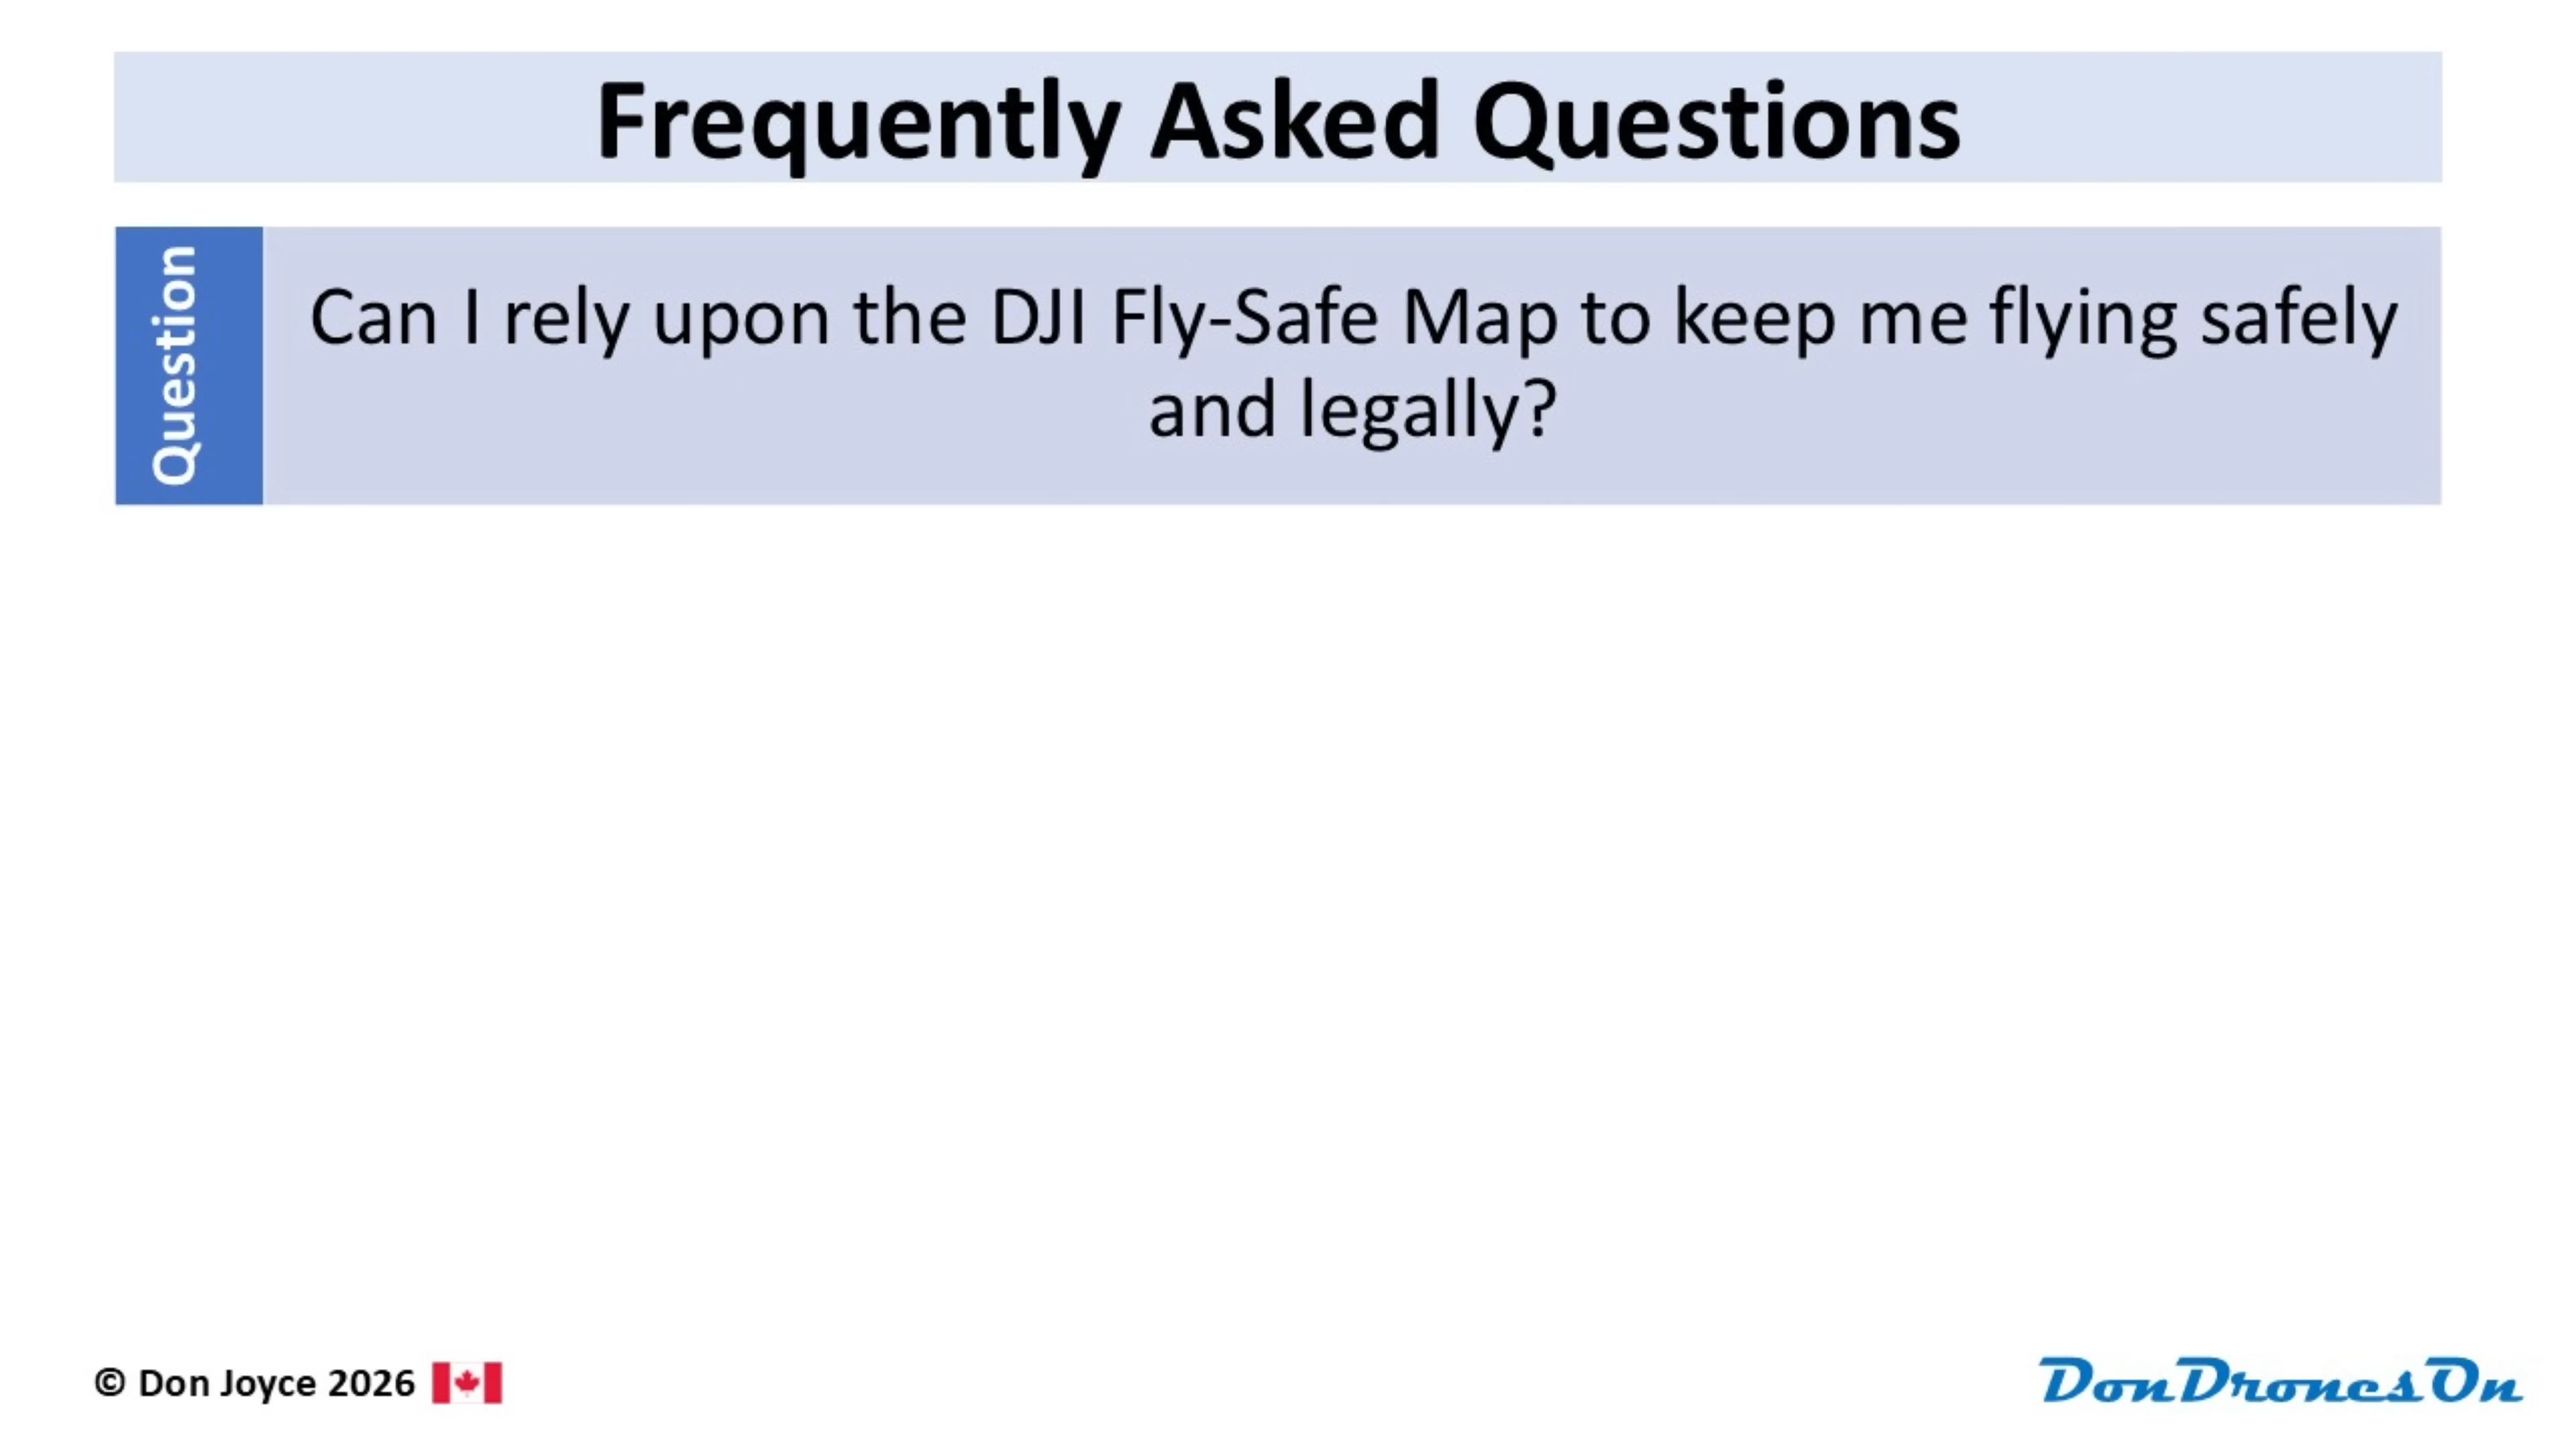 Frequently Asked Questions
Question
Can I rely upon the DJI Fly-Safe Map to keep me flying safely
and legally?
© Don Joyce 2026
DonDronesOn